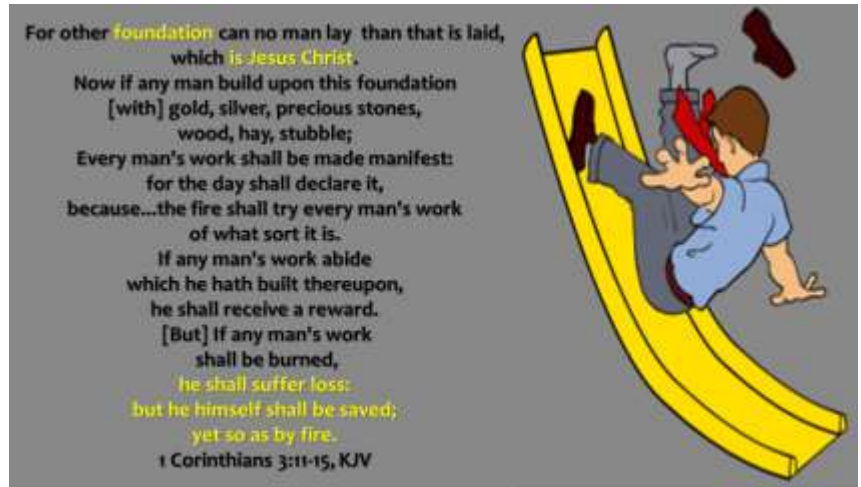 For other foundation can no man lay than that is laid,
which is Jesus Christ.
Now if any man build upon this foundation
[with] gold, silver, precious stones,
wood, hay, stubble;
Every man's work shall be made manifest:
for the day shall declare it,
because...the fire shall try every man's work
of what sort it is.
If any man's work abide
which he hath built thereupon,
he shall receive a reward.
[But] If any man's work
shall be burned,
he shall suffer loss:
but he himself shall be saved;
yet so as by fire.
1 Corinthians 3:11-15, KJV